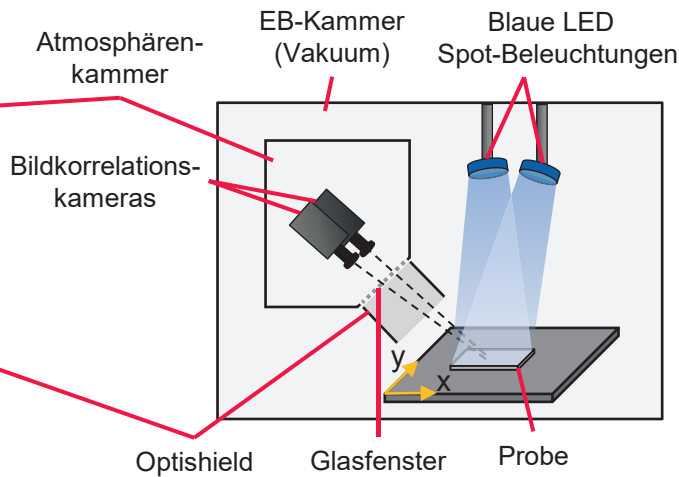 Atmosphären-
kammer
EB-Kammer
(Vakuum)
Blaue LED
Spot-Beleuchtungen
Bildkorrelations-
kameras
y
x
Optishield
Glasfenster
Probe